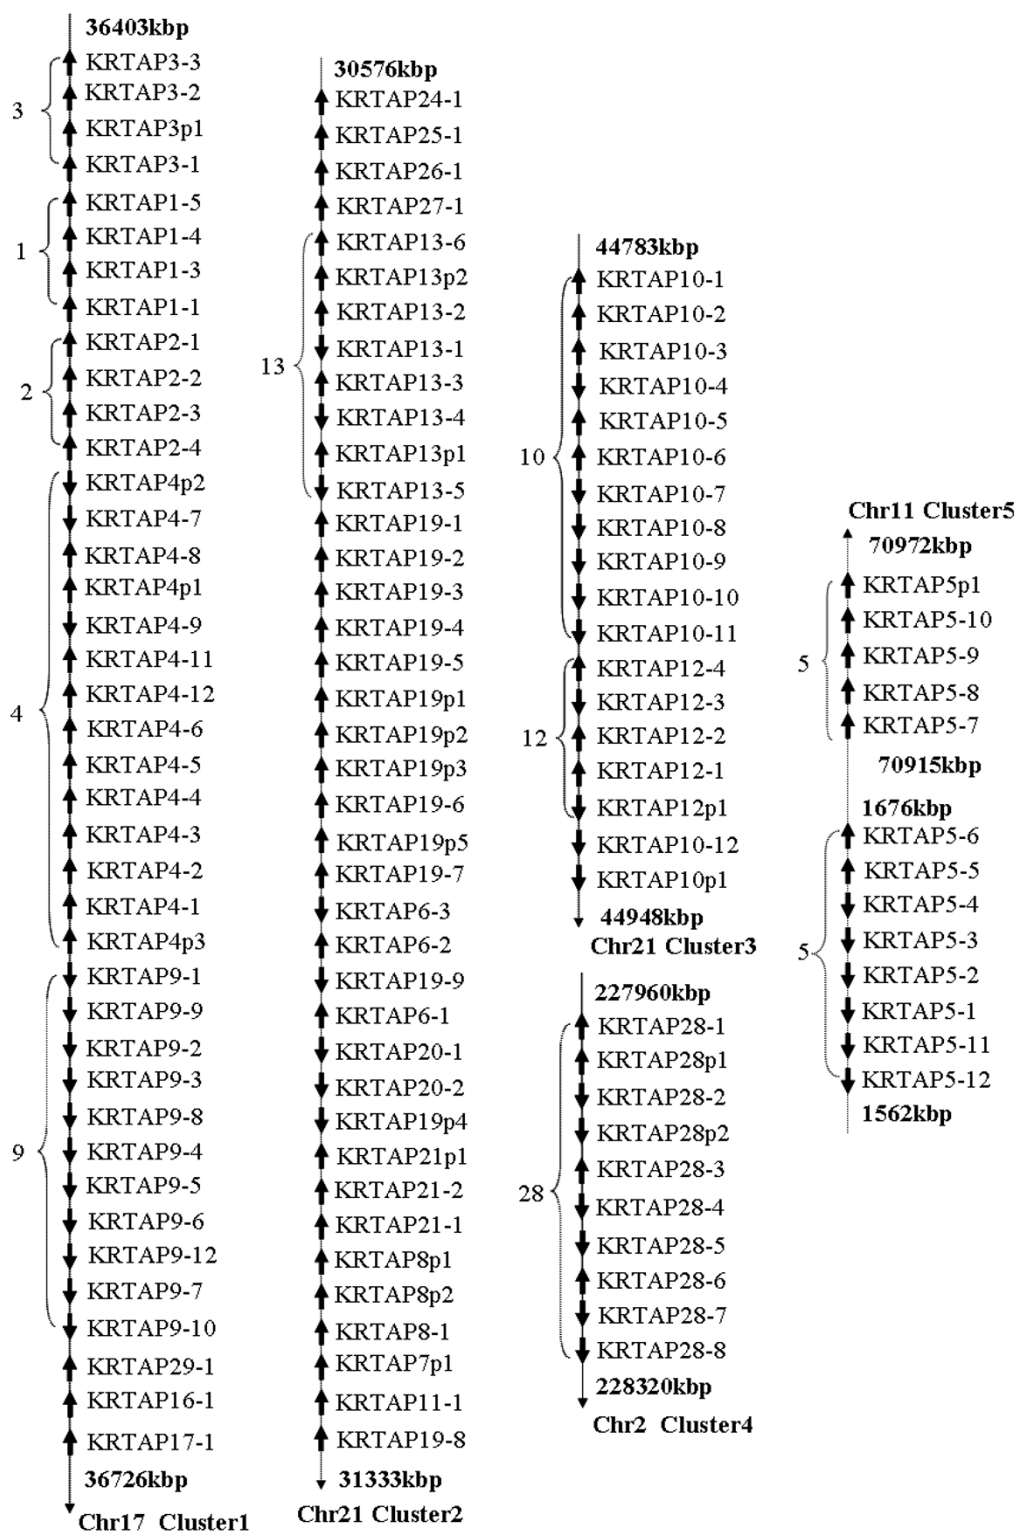 36403kbp
KRTAP3-3
KRTAP3-2
3
KRTAP3p1
KRTAP3-1
KRTAP1-5
KRTAP1-4
1
KRTAP1-3
KRTAP1-1
KRTAP2-1
KRTAP2-2
2
KRTAP2-3
KRTAP2-4
KRTAP4p2
KRTAP4-7
KRTAP4-8
KRTAP4p1
KRTAP4-9
KRTAP4-11
KRTAP4-12
4
KRTAP4-6
KRTAP4-5
KRTAP4-4
KRTAP4-3
KRTAP4-2
KRTAP4-1
KRTAP4p3
KRTAP9-1
KRTAP9-9
KRTAP9-2
KRTAP9-3
KRTAP9-8
9
KRTAP9-4
KRTAP9-5
KRTAP9-6
KRTAP9-12
KRTAP9-7
KRTAP9-10
KRTAP29-1
KRTAP16-1
KRTAP17-1
36726kbp
Chr17 Cluster1
30576kbp
KRTAP24-1
KRTAP25-1
KRTAP26-1
KRTAP27-1
KRTAP13-6
KRTAP13p2
KRTAP13-2
KRTAP13-1
13
KRTAP13-3
KRTAP13-4
KRTAP13p1
KRTAP13-5
KRTAP19-1
KRTAP19-2
KRTAP19-3
KRTAP19-4
KRTAP19-5
KRTAP19p1
KRTAP19p2
KRTAP19p3
KRTAP19-6
KRTAP19p5
KRTAP19-7
KRTAP6-3
KRTAP6-2
KRTAP19-9
KRTAP6-1
KRTAP20-1
KRTAP20-2
KRTAP19p4
KRTAP21p1
KRTAP21-2
KRTAP21-1
KRTAP8p1
KRTAP8p2
KRTAP8-1
KRTAP7p1
KRTAP11-1
KRTAP19-8
31333kbp
Chr21 Cluster2
44783kbp
KRTAP10-1
KRTAP10-2
KRTAP10-3
KRTAP10-4
KRTAP10-5
10
KRTAP10-6
KRTAP10-7
KRTAP10-8
KRTAP10-9
KRTAP10-10
KRTAP10-11
KRTAP12-4
KRTAP12-3
12
KRTAP12-2
KRTAP12-1
KRTAP12p1
KRTAP10-12
KRTAP10p1
44948kbp
Chr21 Cluster3
227960kbp
KRTAP28-1
KRTAP28p1
KRTAP28-2
KRTAP28p2
KRTAP28-3
28
KRTAP28-4
KRTAP28-5
KRTAP28-6
KRTAP28-7
KRTAP28-8
228320kbp
Chr2 Cluster4
Chr11 Cluster5
70972kbp
KRTAP5p1
KRTAP5-10
5
KRTAP5-9
KRTAP5-8
KRTAP5-7
70915kbp
1676kbp
KRTAP5-6
KRTAP5-5
KRTAP5-4
5
KRTAP5-3
KRTAP5-2
KRTAP5-1
KRTAP5-11
KRTAP5-12
1562kbp